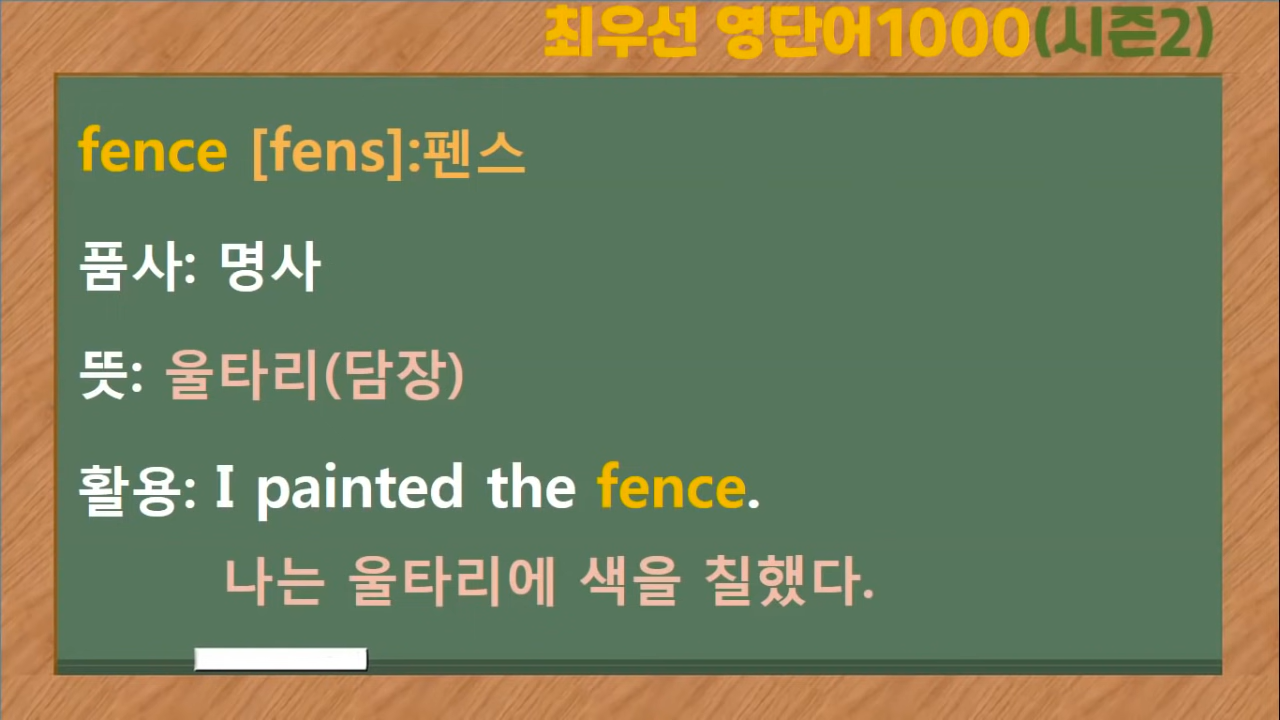 최우선 영단어1000(시즌2)
fence [fens]:펜스
품사: 명사
뜻: 울타리(담장)
활용: I painted the fence.
나는 울타리에 색을 칠했다.